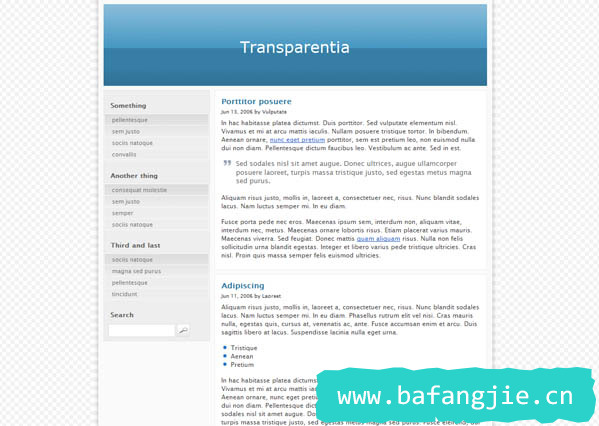 Transparentia
Something
pellentesque
sem justo
sociis natoque
convallis
Another thing
consequat molestie
sem justo
semper
sociis natoque
Third and last
sociis natoque
magna sed purus
pellentesque
tincidunt
Search
Porttitor posuere
Jun 13, 2006 by Vulputate
In hac habitasse platea dictumst. Duis porttitor. Sed vulputate elementum nisl.
Vivamus et mi at arcu mattis iaculis. Nullam posuere tristique tortor. In bibendum.
Aenean ornare, nunc eget pretium porttitor, sem est pretium leo, non euismod nulla
dui non diam. Pellentesque dictum faucibus leo. Vestibulum ac ante. Sed in est.
Sed sodales nisl sit amet augue. Donec ultrices, augue ullamcorper
posuere laoreet, turpis massa tristique justo, sed egestas metus magna
sed purus.
Aliquam risus justo, mollis in, laoreet a, consectetuer nec, risus. Nunc blandit sodales
lacus. Nam luctus semper mi. In eu diam.
Fusce porta pede nec eros. Maecenas ipsum sem, interdum non, aliquam vitae,
interdum nec, metus. Maecenas ornare lobortis risus. Etiam placerat varius mauris.
Maecenas viverra. Sed feugiat. Donec mattis quam aliquam risus. Nulla non felis
sollicitudin urna blandit egestas. Integer et libero varius pede tristique ultricies. Cras
nisl. Proin quis massa semper felis euismod ultricies.
Adipiscing
Jun 11, 2006 by Laoreet
Aliquam risus justo, mollis in, laoreet a, consectetuer nec, risus. Nunc blandit sodales
lacus. Nam luctus semper mi. In eu diam. Phasellus rutrum elit vel nisi. Cras mauris
nulla, egestas quis, cursus at, venenatis ac, ante. Fusce accumsan enim et arcu. Duis
sagittis libero at lacus. Suspendisse lacinia nulla eget urna.
Tristique
Aenean
Pretium
In hac habitasse platea dictumst.
Vivamus et mi at arcu mattis
Aenean ornare, nunc eget
dui non diam. Pellentesque
sodales nisl sit amet augue.
laoreet, turpis massa
www.bafangjie.cn